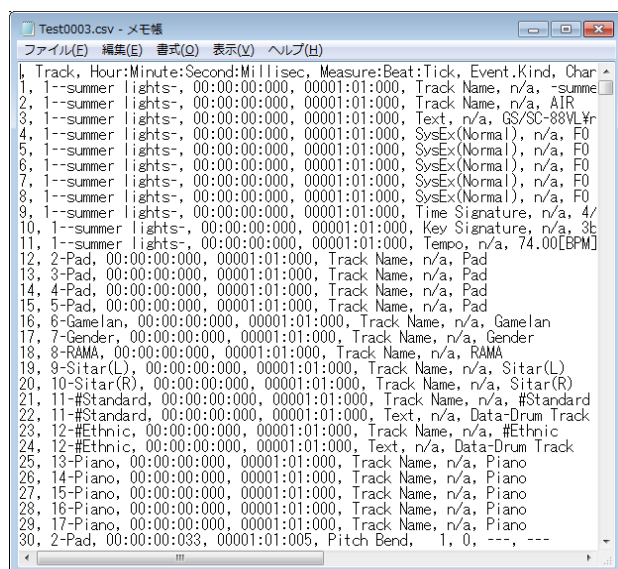 Test0003.csv - メモ帳
ファイル(F) 編集(E) 書式(O) 表示(V) ヘルプ(H)
, Track, Hour:Minute:Second:Millisec, Measure:Beat:Tick, Event.Kind, Char
1, 1--summer lights-, 00:00:00:000, 00001:01:000, Track Name, n/a, -summe
2, 1--summer lights-, 00:00:00:000, 00001:01:000, Track Name, n/a, AIR
3, 1--summer lights-, 00:00:00:000, 00001:01:000, Text, n/a, GS/SC-88VL¥r
4, 1--summer lights-, 00:00:00:000, 00001:01:000, SysEx(Normal), n/a, F0
5, 1--summer lights-, 00:00:00:000, 00001:01:000, SysEx(Normal), n/a, F0
6, 1--summer lights-, 00:00:00:000, 00001:01:000, SysEx(Normal), n/a, F0
7, 1--summer lights-, 00:00:00:000, 00001:01:000, SysEx(Normal), n/a, F0
8, 1--summer lights-, 00:00:00:000, 00001:01:000, SysEx(Normal), n/a, F0
9, 1--summer lights-, 00:00:00:000, 00001:01:000, Time Signature, n/a, 4/
10, 1--summer lights-, 00:00:00:000, 00001:01:000, Key Signature, n/a, 3b
11, 1--summer lights-, 00:00:00:000, 00001:01:000, Tempo, n/a, 74.00[BPM]
12, 2-Pad, 00:00:00:000, 00001:01:000, Track Name, n/a, Pad
13, 3-Pad, 00:00:00:000, 00001:01:000, Track Name, n/a, Pad
14, 4-Pad, 00:00:00:000, 00001:01:000, Track Name, n/a, Pad
15, 5-Pad, 00:00:00:000, 00001:01:000, Track Name, n/a, Pad
16, 6-Gamelan, 00:00:00:000, 00001:01:000, Track Name, n/a, Gamelan
17, 7-Gender, 00:00:00:000, 00001:01:000, Track Name, n/a, Gender
18, 8-RAMA, 00:00:00:000, 00001:01:000, Track Name, n/a, RAMA
19, 9-Sitar(L), 00:00:00:000, 00001:01:000, Track Name, n/a, Sitar(L)
20, 10-Sitar(R), 00:00:00:000, 00001:01:000, Track Name, n/a, Sitar(R)
21, 11-#Standard, 00:00:00:000, 00001:01:000, Track Name, n/a, #Standard
22, 11-#Standard, 00:00:00:000, 00001:01:000, Text, n/a, Data-Drum Track
23, 12-#Ethnic, 00:00:00:000, 00001:01:000, Track Name, n/a, #Ethnic
24, 12-#Ethnic, 00:00:00:000, 00001:01:000, Text, n/a, Data-Drum Track
25, 13-Piano, 00:00:00:000, 00001:01:000, Track Name, n/a, Piano
26, 14-Piano, 00:00:00:000, 00001:01:000, Track Name, n/a, Piano
27, 15-Piano, 00:00:00:000, 00001:01:000, Track Name, n/a, Piano
28, 16-Piano, 00:00:00:000, 00001:01:000, Track Name, n/a, Piano
29, 17-Piano, 00:00:00:000, 00001:01:000, Track Name, n/a, Piano
30, 2-Pad, 00:00:00:033, 00001:01:005, Pitch Bend, 1, 0, ---, ---